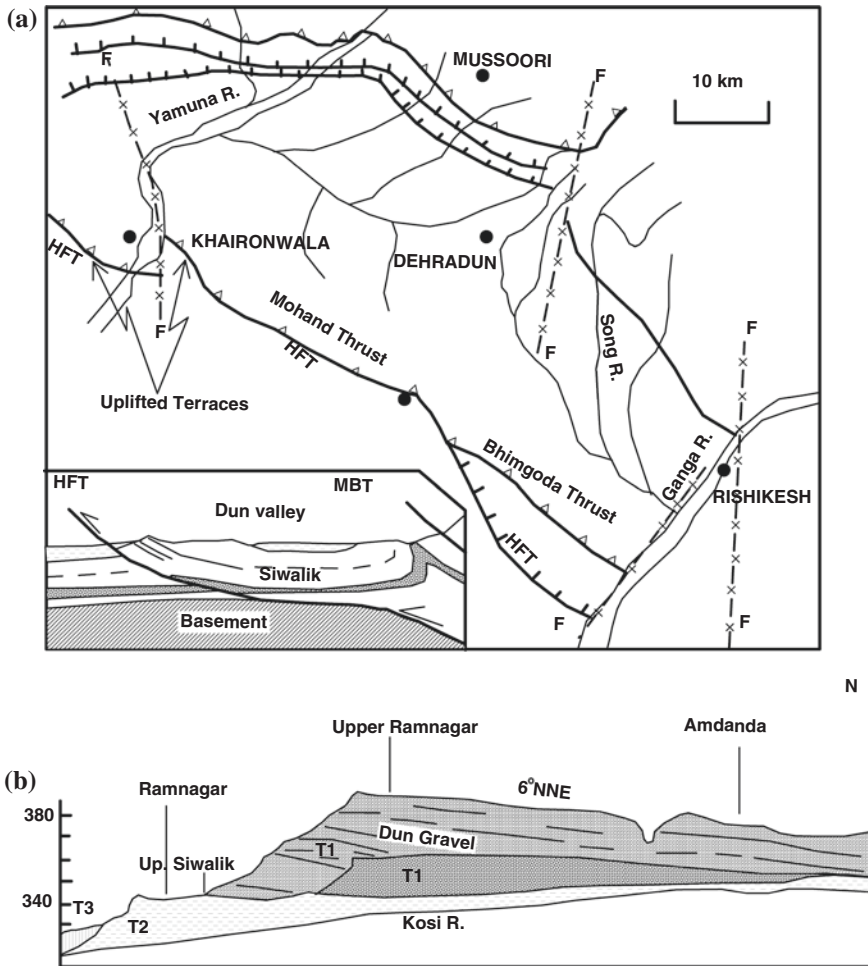 (a)
F
MUSSOORI
F
10 km
Yamuna R.
KHAIRONWALA
DEHRADUN
HFT
Mohand Thrust
HFT
F
F
Song R.
F
Uplifted Terraces
Bhimgoda Thrust
Ganga R.
RISHIKESH
HFT
F
F
HFT
MBT
Dun valley
Siwalik
Basement
N
(b)
Upper Ramnagar
Amdanda
Ramnagar
6°NNE
380
Dun Gravel
T1
Up. Siwalik
T1
340
T3
T2
Kosi R.